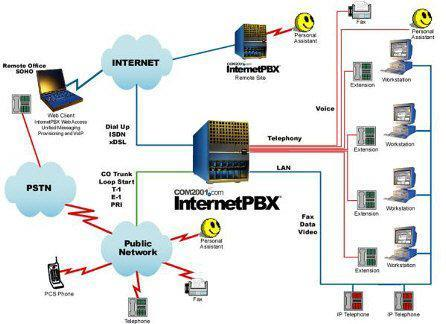 Fax
Personal
Assistant
INTERNET
COM2001.com
InternetPBX
Remote Site
Personal
Assistant
Remote Office
SOHO
Web Client
InternetPBX Web Access
Unified Messaging
Provisioning and VoIP
Extension
Workstation
Voice
Dial Up
ISDN
xDSL
Telephony
Extension
Workstation
LAN
CO Trunk
Loop Start
T-1
E-1
PRI
COM2001.com
InternetPBX
PSTN
Extension
Workstation
Fax
Data
Video
Public
Network
Personal
Assistant
Extension
Workstation
PCS Phone
Telephone
Fax
IP Telephone
IP Telephone